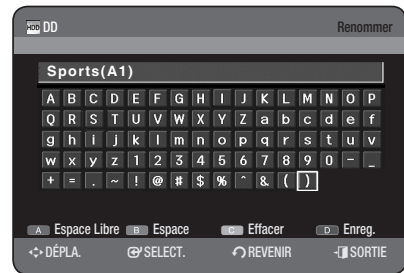 HDD DD Renommer
Sports(A1)
A B C D E F G H I J K L M N O P
Q R S T U V W X Y Z a b c d e f
g h i j k l m n o p q r s t u v
w x y z 1 2 3 4 5 6 7 8 9 0 - _
+ = . ~ ! @ # $ % ^ & ( )
A Espace Libre B Espace C Effacer D Enreg.
DÉPLA. SELECT. REVENIR SORTIE